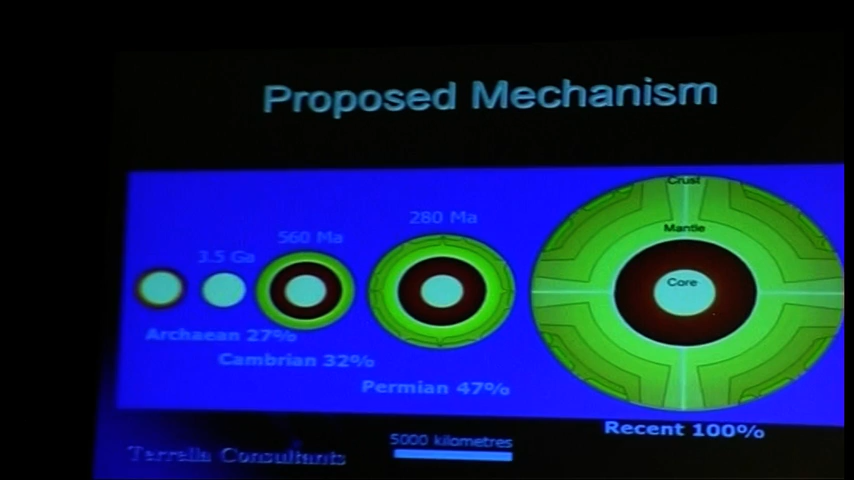 Proposed Mechanism
Crust
280 Ma
Mantle
560 Ma
3.5 Ga
Core
Archaean 27%
Cambrian 32%
Permian 47%
Recent 100%
5000 kilometres
Terrella Consultants